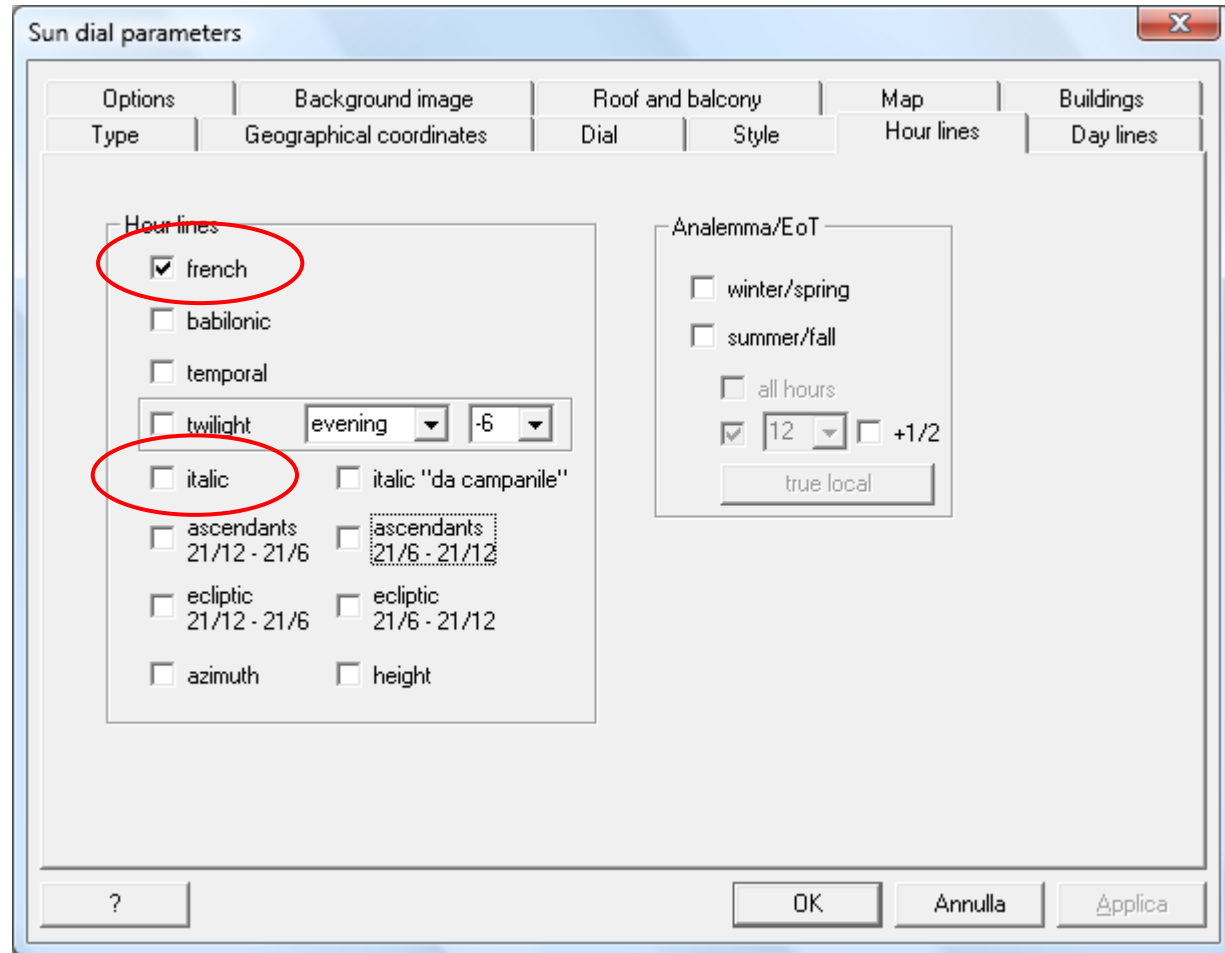 Sun dial parameters
Options Background image Roof and balcony Map Buildings
Type Geographical coordinates Dial Style Hour lines Day lines
Hour lines
french
babilonic
temporal
twilight evening -6
italic italic "da campanile"
ascendants
21/12 - 21/6
ascendants
21/6 - 21/12
ecliptic
21/12 - 21/6
ecliptic
21/6 - 21/12
azimuth height
Analemma/EoT
winter/spring
summer/fall
all hours
12 +1/2
true local
? OK Annulla Applica